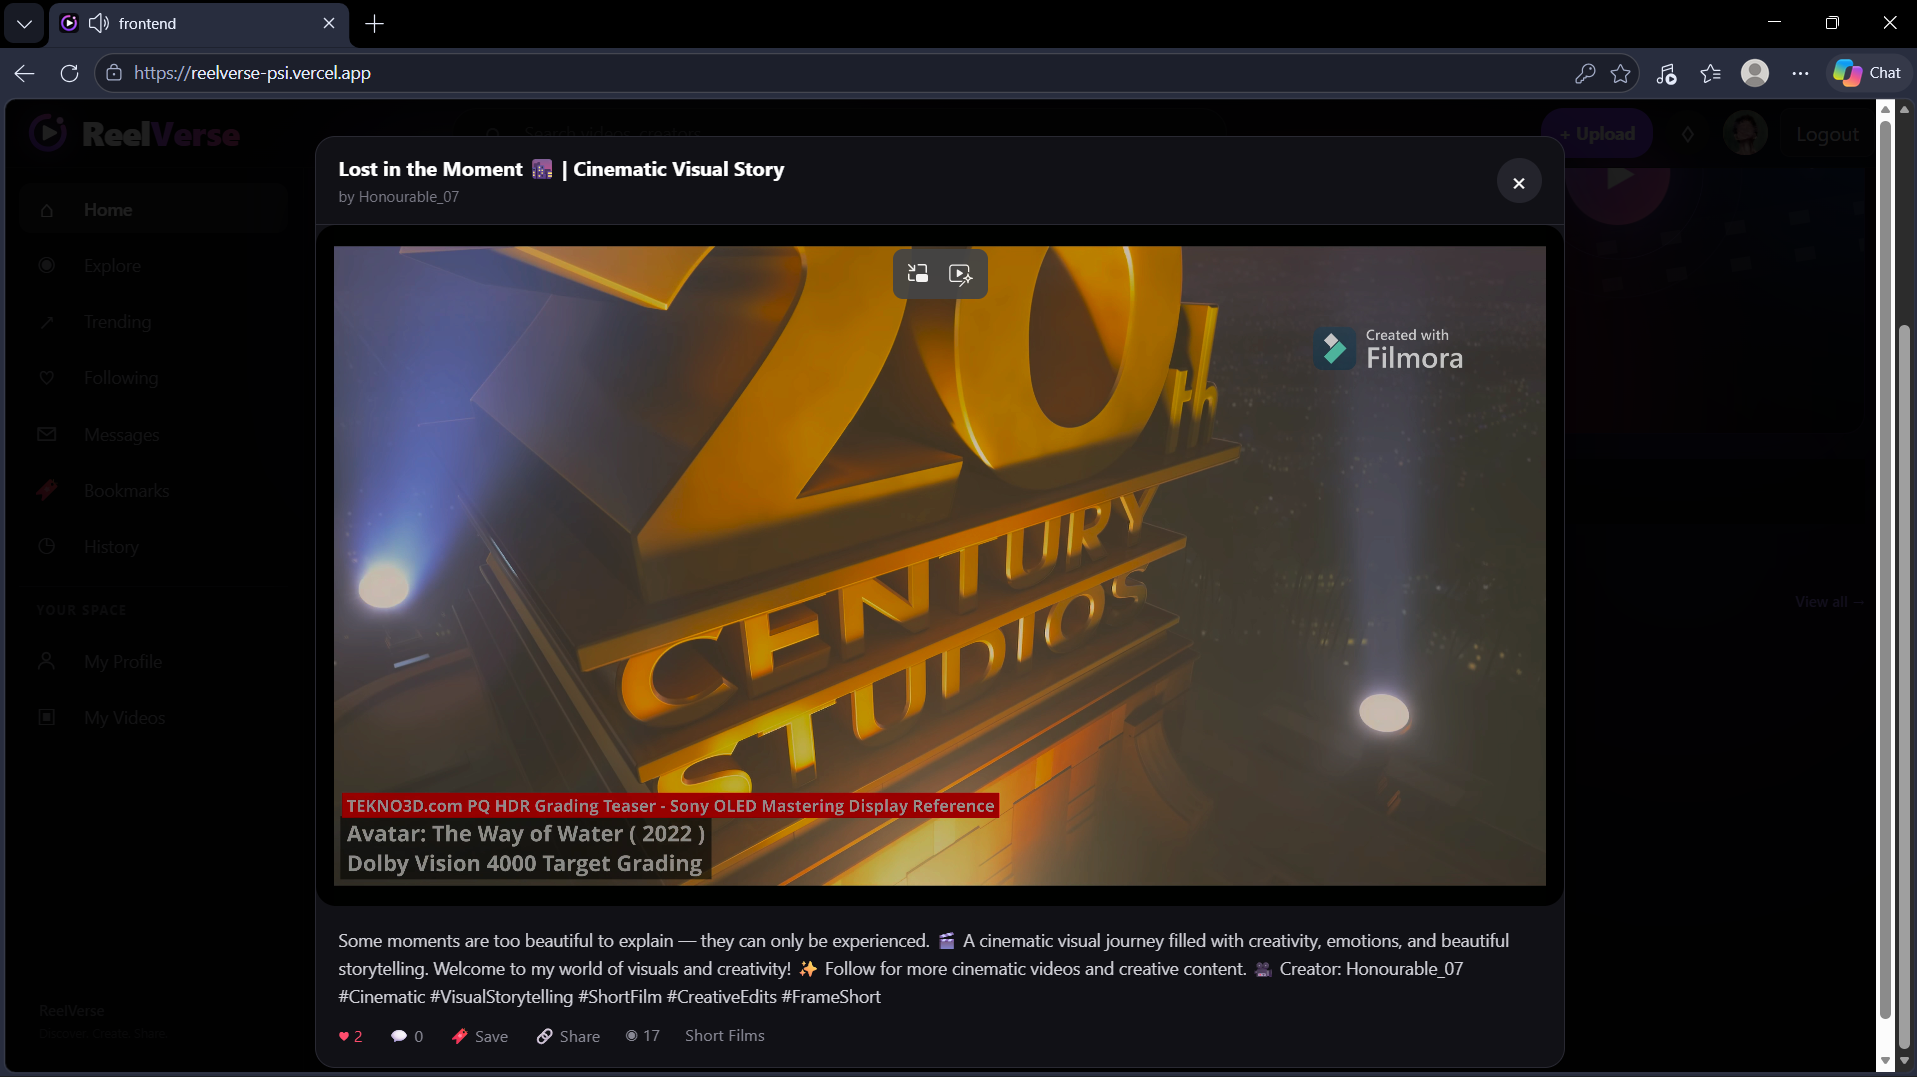 frontend
https://reelverse-psi.vercel.app
Chat
ReelVerse
Search videos, creators
+ Upload
Logout
Home
Explore
Trending
Following
Messages
Bookmarks
History
YOUR SPACE
My Profile
My Videos
ReelVerse
Discover. Create. Share.
View all →
Lost in the Moment 🌆 | Cinematic Visual Story
by Honourable_07
×
20th
CENTURY
STUDIOS
Created with
Filmora
TEKNO3D.com PQ HDR Grading Teaser - Sony OLED Mastering Display Reference
Avatar: The Way of Water ( 2022 )
Dolby Vision 4000 Target Grading
Some moments are too beautiful to explain — they can only be experienced. 🎬 A cinematic visual journey filled with creativity, emotions, and beautiful
storytelling. Welcome to my world of visuals and creativity! ✨ Follow for more cinematic videos and creative content. 🎥 Creator: Honourable_07
#Cinematic #VisualStorytelling #ShortFilm #CreativeEdits #FrameShort
♥ 2 💬 0 Save Share 17 Short Films